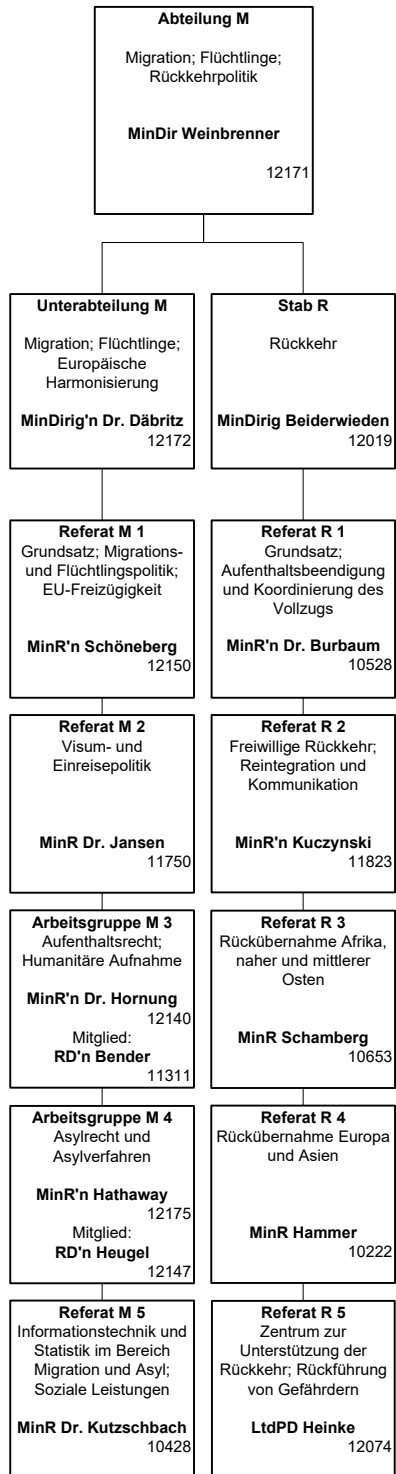 Abteilung M
Migration; Flüchtlinge;
Rückkehrpolitik
MinDir Weinbrenner
12171
Unterabteilung M
Migration; Flüchtlinge;
Europäische
Harmonisierung
MinDirig'n Dr. Däbritz
12172
Stab R
Rückkehr
MinDirig Beiderwieden
12019
Referat M 1
Grundsatz; Migrations-
und Flüchtlingspolitik;
EU-Freizügigkeit
MinR'n Schöneberg
12150
Referat R 1
Grundsatz;
Aufenthaltsbeendigung
und Koordinierung des
Vollzugs
MinR'n Dr. Burbaum
10528
Referat M 2
Visum- und
Einreisepolitik
MinR Dr. Jansen
11750
Referat R 2
Freiwillige Rückkehr;
Reintegration und
Kommunikation
MinR'n Kuczynski
11823
Arbeitsgruppe M 3
Aufenthaltsrecht;
Humanitäre Aufnahme
MinR'n Dr. Hornung
12140
Mitglied:
RD'n Bender
11311
Referat R 3
Rückübernahme Afrika,
naher und mittlerer
Osten
MinR Schamberg
10653
Arbeitsgruppe M 4
Asylrecht und
Asylverfahren
MinR'n Hathaway
12175
Mitglied:
RD'n Heugel
12147
Referat R 4
Rückübernahme Europa
und Asien
MinR Hammer
10222
Referat M 5
Informationstechnik und
Statistik im Bereich
Migration und Asyl;
Soziale Leistungen
MinR Dr. Kutzschbach
10428
Referat R 5
Zentrum zur
Unterstützung der
Rückkehr; Rückführung
von Gefährdern
LtdPD Heinke
12074